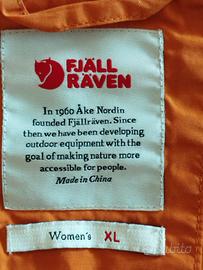 FJÄLL
RÄVEN
In 1960 Åke Nordin
founded Fjällräven. Since
then we have been developing
outdoor equipment with the
goal of making nature more
accessible for people.
Made in China
Women's XL